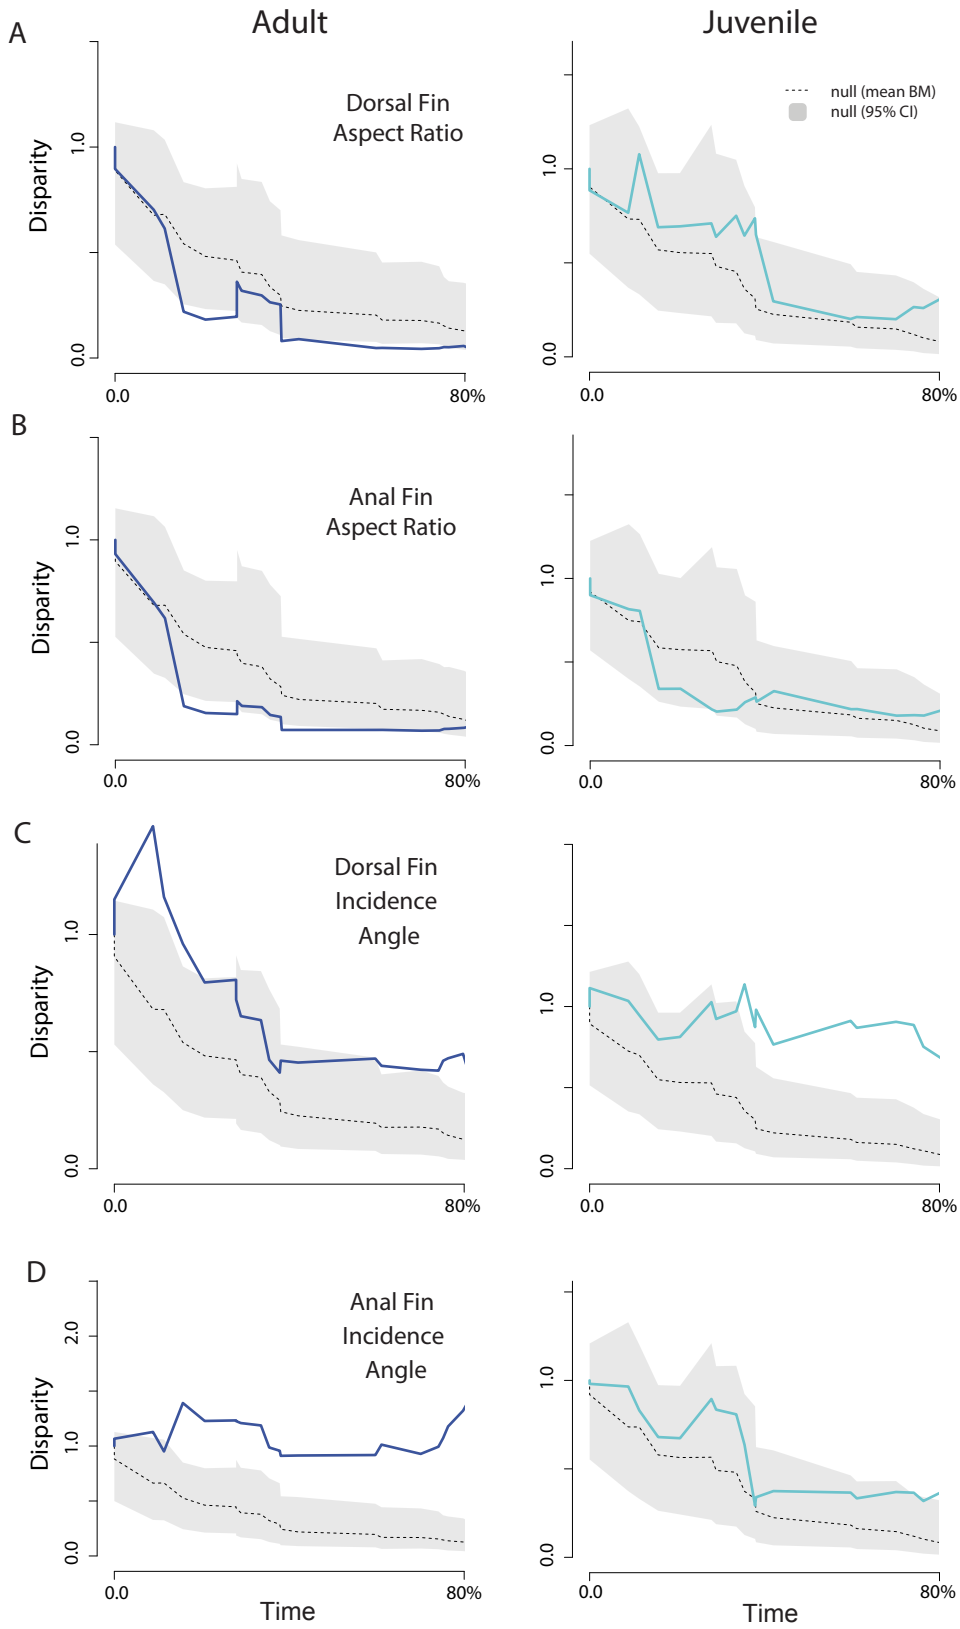 Adult
Juvenile
A
Dorsal Fin
Aspect Ratio
null (mean BM)
null (95% CI)
Disparity
1.0
0.0
1.0
0.0
0.0
80%
0.0
80%
B
Anal Fin
Aspect Ratio
Disparity
1.0
0.0
1.0
0.0
0.0
80%
0.0
80%
C
Dorsal Fin
Incidence
Angle
Disparity
1.0
0.0
1.0
0.0
0.0
80%
0.0
80%
D
Anal Fin
Incidence
Angle
Disparity
2.0
1.0
0.0
1.0
0.0
0.0
80%
0.0
80%
Time
Time